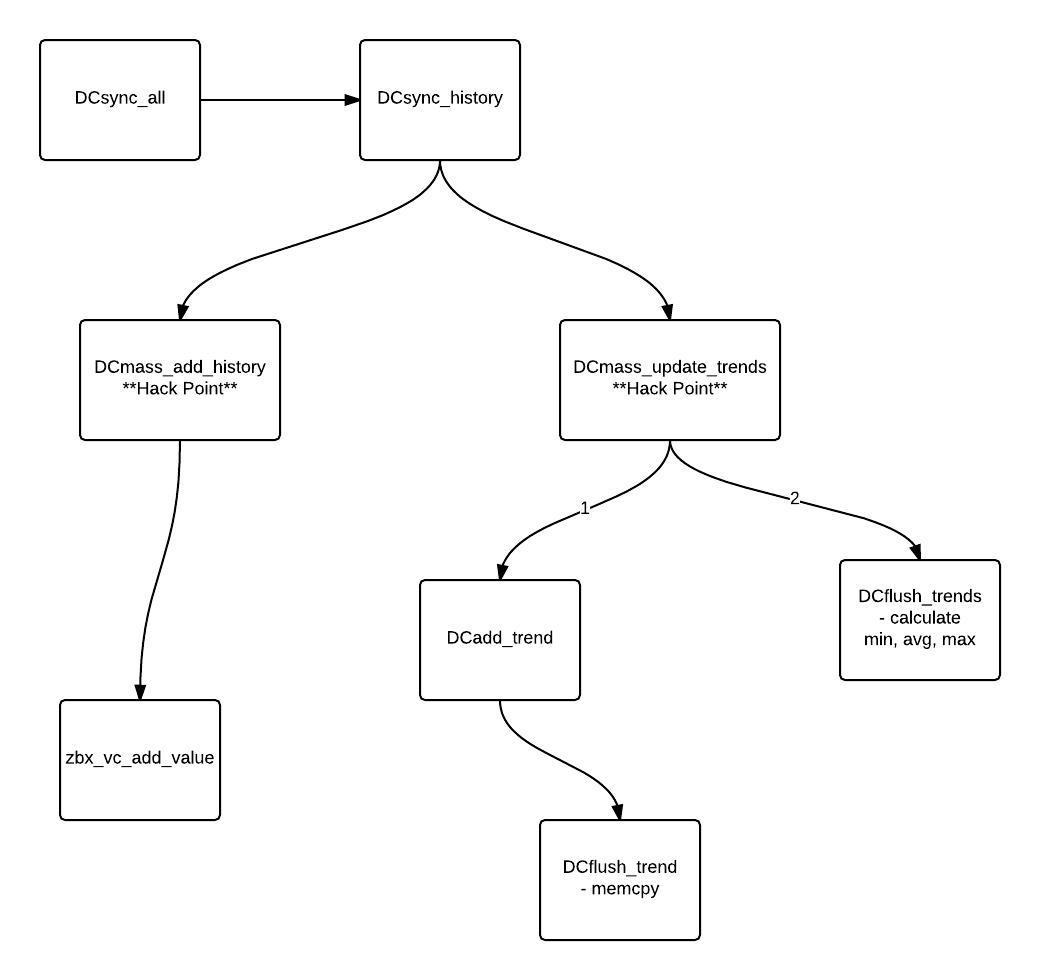 DCsync_all
DCsync_history
DCmass_add_history
**Hack Point**
DCmass_update_trends
**Hack Point**
1
2
DCflush_trends
- calculate
min, avg, max
DCadd_trend
zbx_vc_add_value
DCflush_trend
- memcpy